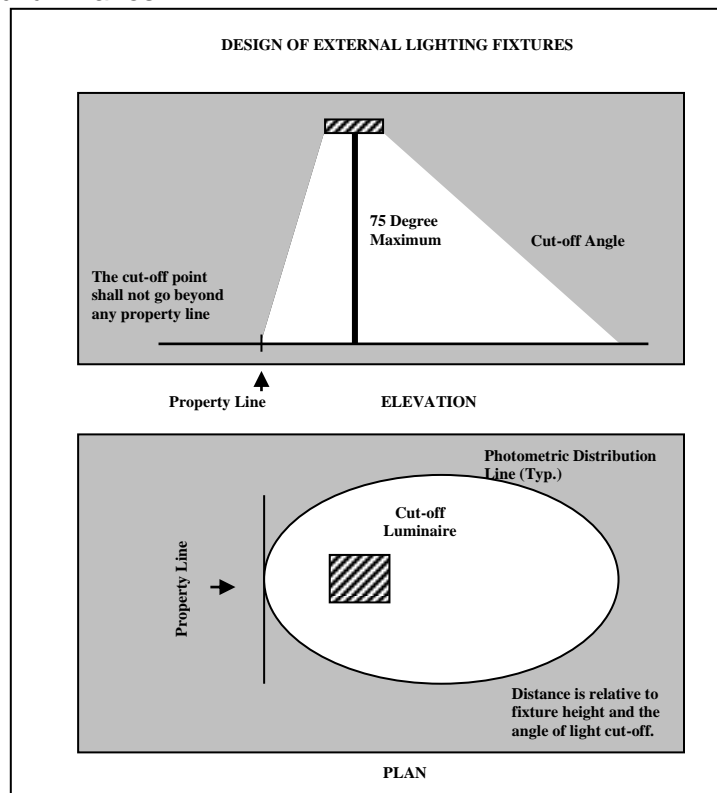 DESIGN OF EXTERNAL LIGHTING FIXTURES
75 Degree
Maximum
Cut-off Angle
The cut-off point
shall not go beyond
any property line
Property Line
ELEVATION
Photometric Distribution
Line (Typ.)
Cut-off
Luminaire
Property Line
Distance is relative to
fixture height and the
angle of light cut-off.
PLAN